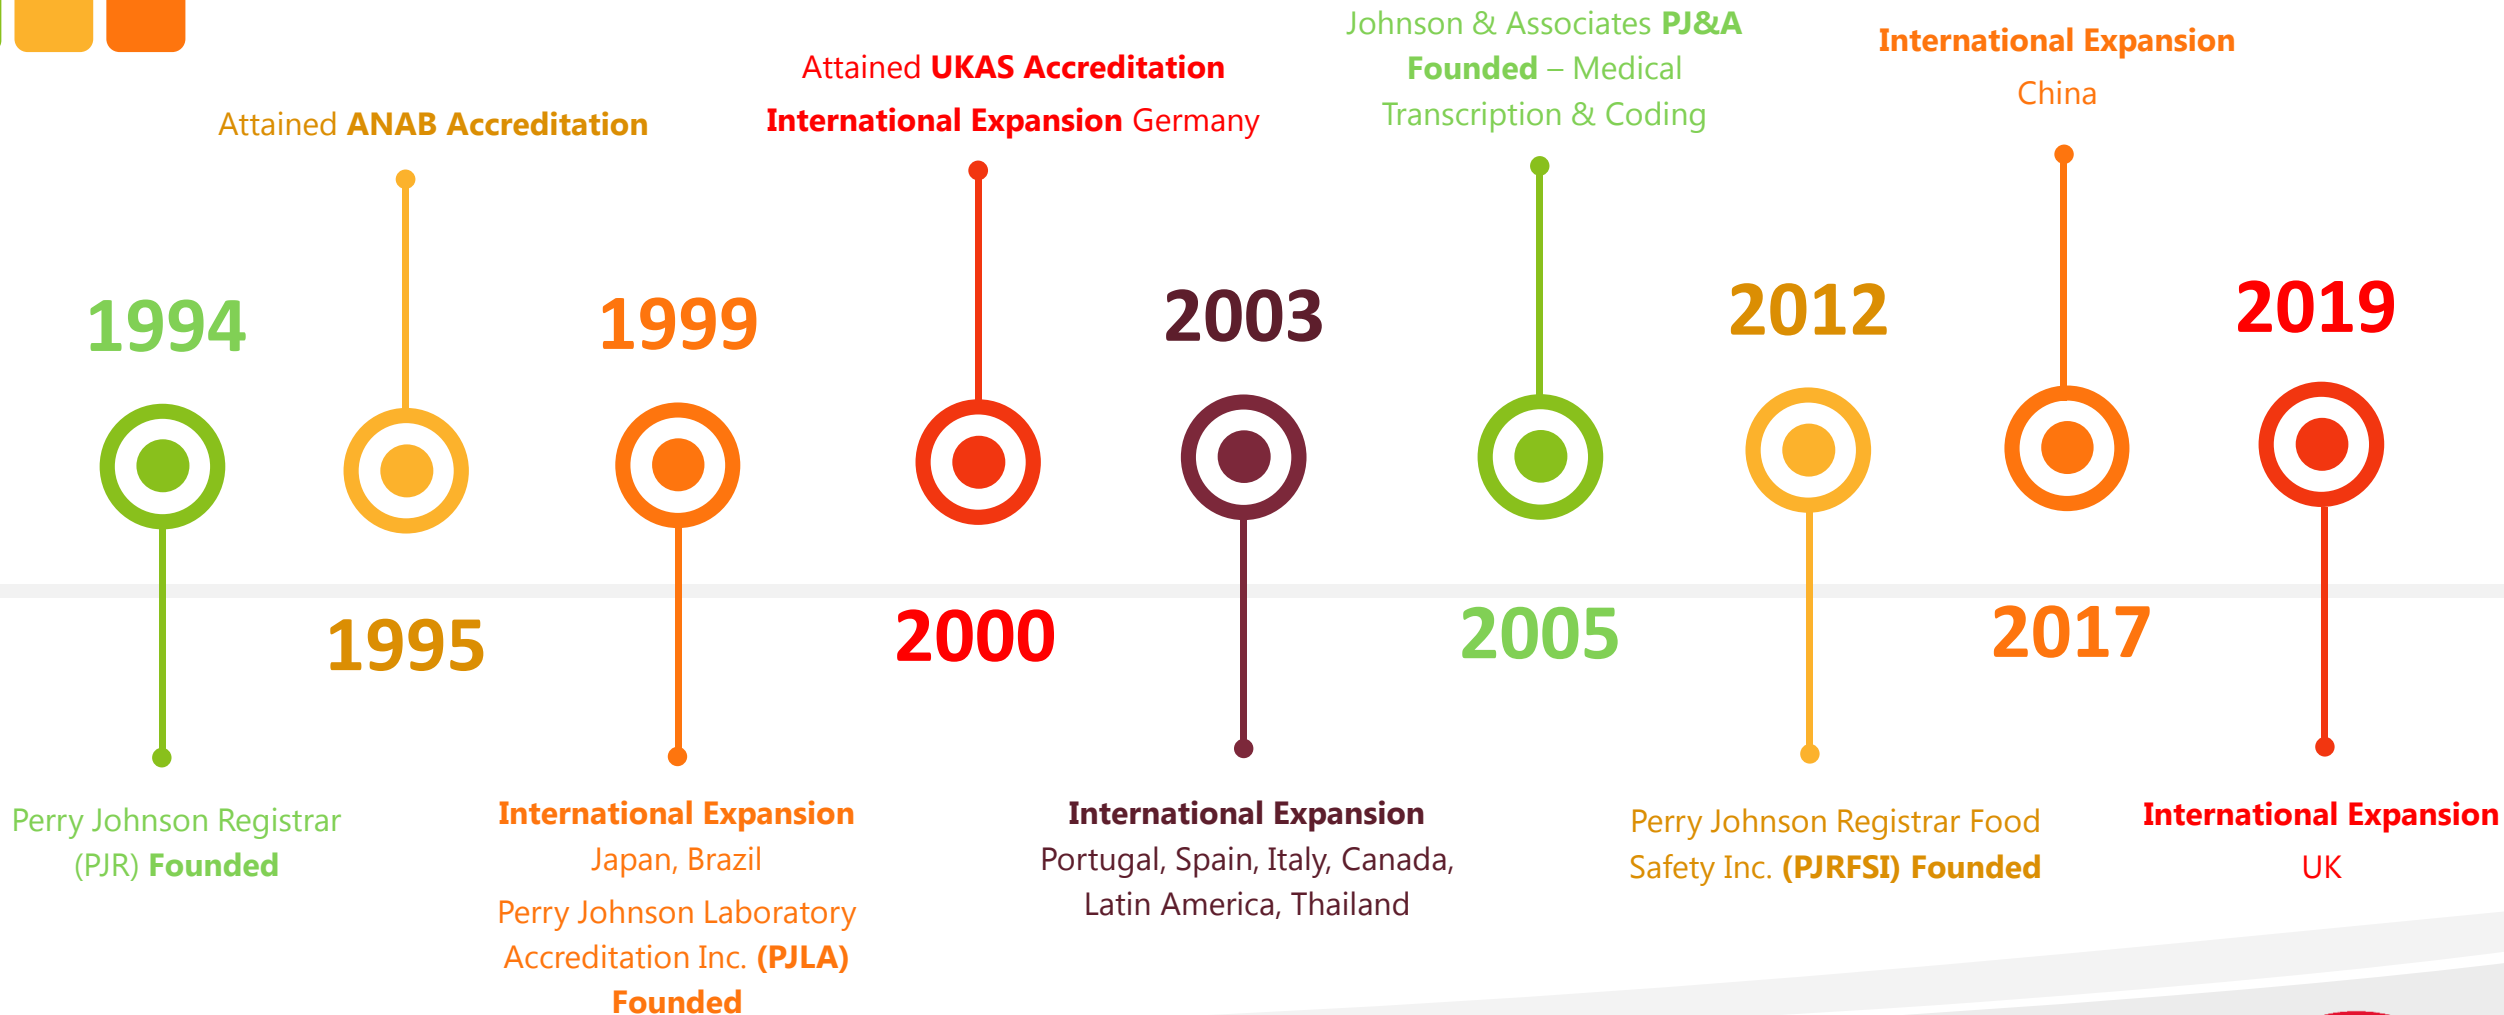 1994
Perry Johnson Registrar
(PJR) Founded
Attained ANAB Accreditation
1995
1999
International Expansion
Japan, Brazil
Perry Johnson Laboratory
Accreditation Inc. (PJLA)
Founded
Attained UKAS Accreditation
International Expansion Germany
2000
2003
International Expansion
Portugal, Spain, Italy, Canada,
Latin America, Thailand
Johnson & Associates PJ&A
Founded – Medical
Transcription & Coding
2005
2012
Perry Johnson Registrar Food
Safety Inc. (PJRFSI) Founded
International Expansion
China
2017
2019
International Expansion
UK